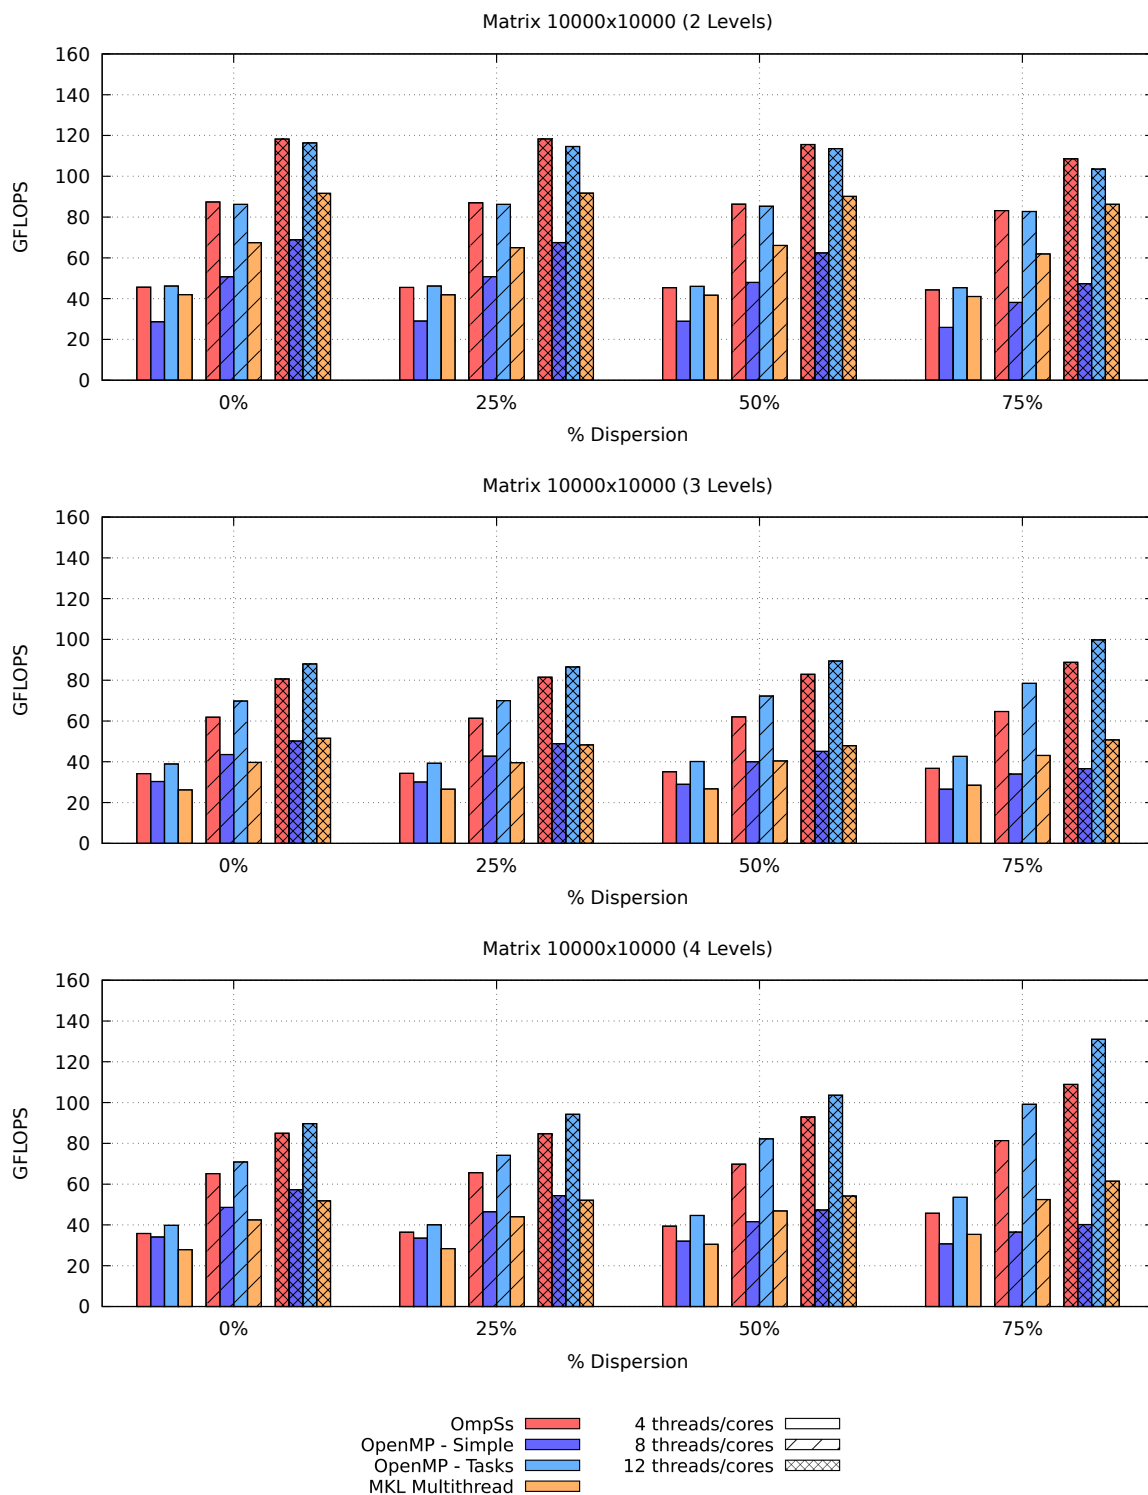 Matrix 10000x10000 (2 Levels)
160
140
120
100
80
60
40
20
0
GFLOPS
0% 25% 50% 75%
% Dispersion
Matrix 10000x10000 (3 Levels)
160
140
120
100
80
60
40
20
0
GFLOPS
0% 25% 50% 75%
% Dispersion
Matrix 10000x10000 (4 Levels)
160
140
120
100
80
60
40
20
0
GFLOPS
0% 25% 50% 75%
% Dispersion
OmpSs 4 threads/cores
OpenMP - Simple 8 threads/cores
OpenMP - Tasks 12 threads/cores
MKL Multithread